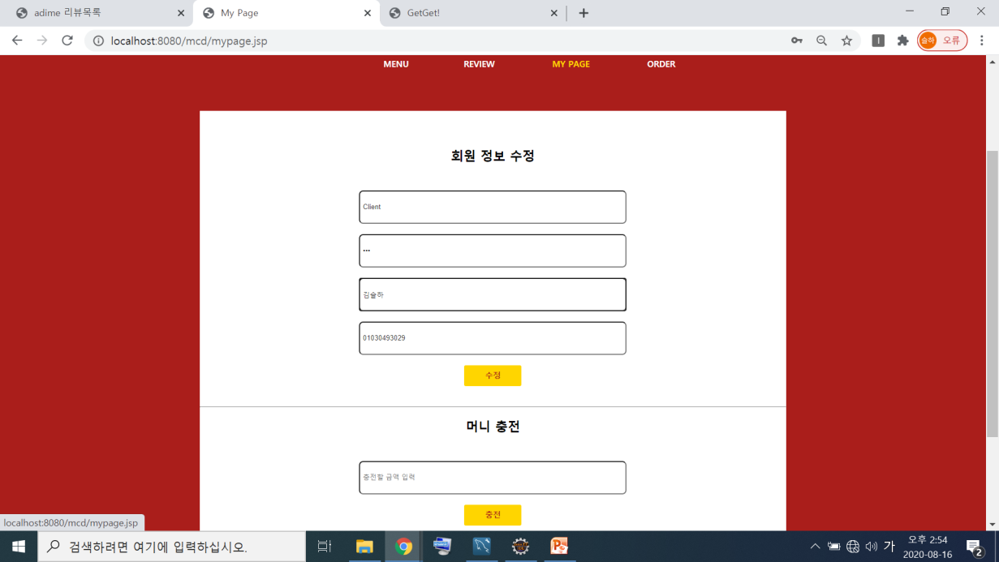 adime 리뷰목록
My Page
GetGet!
localhost:8080/mcd/mypage.jsp
슬하 오류
MENU REVIEW MY PAGE ORDER
회원 정보 수정
Client
•••
김슬하
01030493029
수정
머니 충전
충전할 금액 입력
충전
localhost:8080/mcd/mypage.jsp
검색하려면 여기에 입력하십시오.
가
오후 2:54
2020-08-16
2